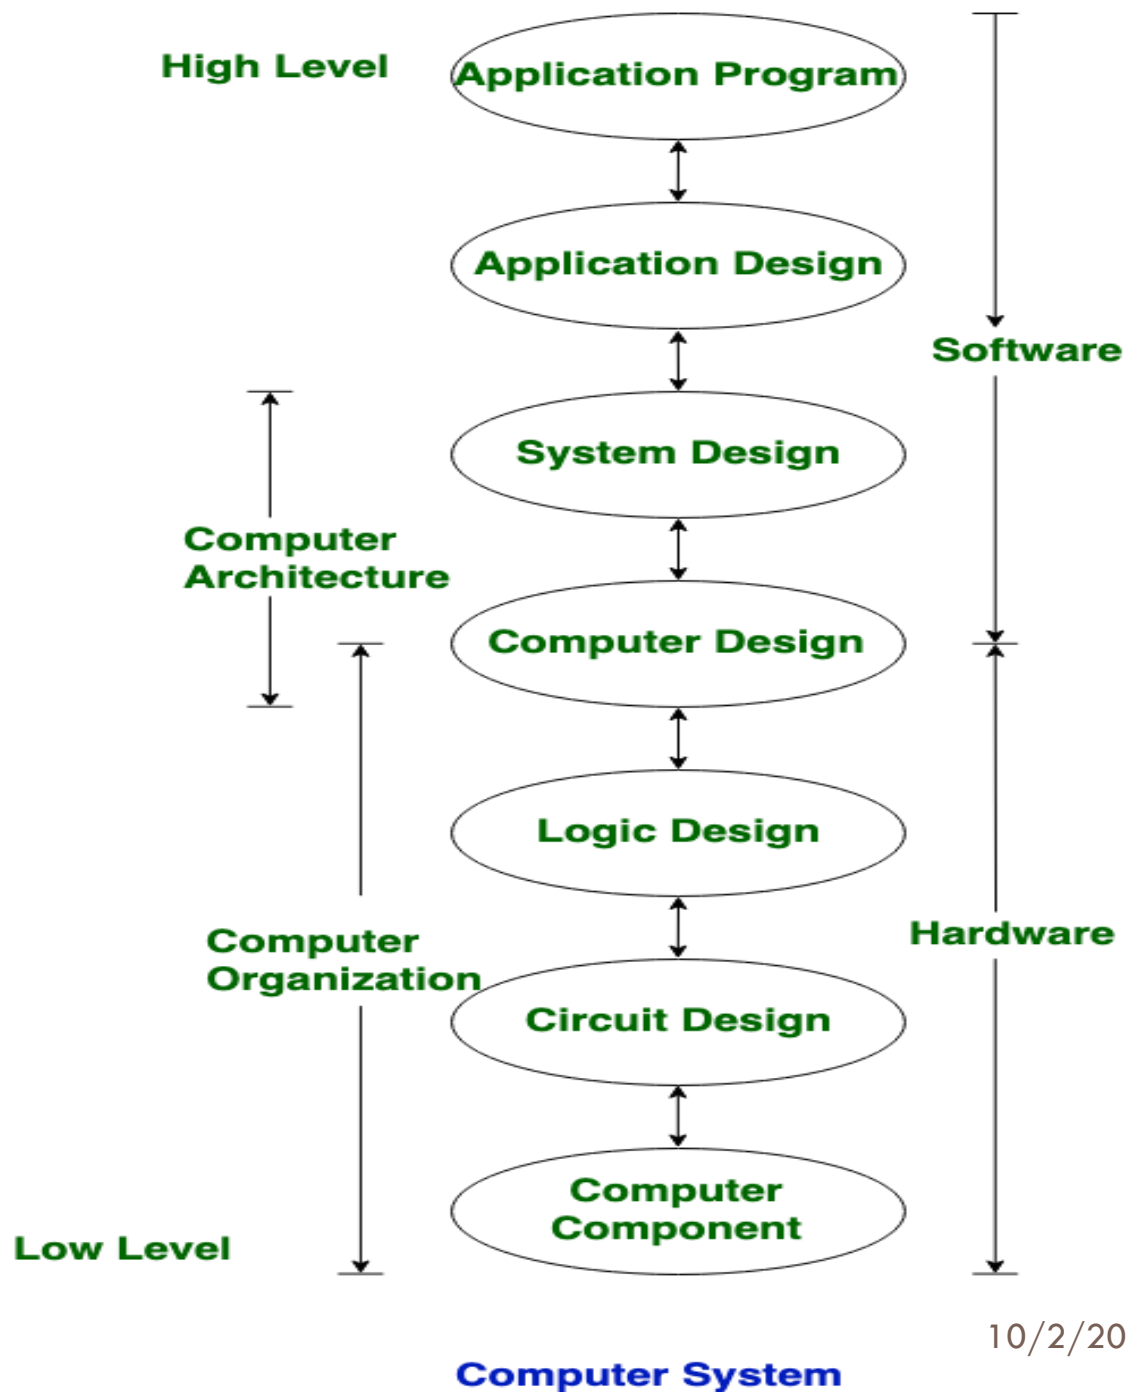 High Level
Application Program
Application Design
Software
System Design
Computer
Architecture
Computer Design
Logic Design
Hardware
Computer
Organization
Circuit Design
Computer
Component
Low Level
10/2/20
Computer System